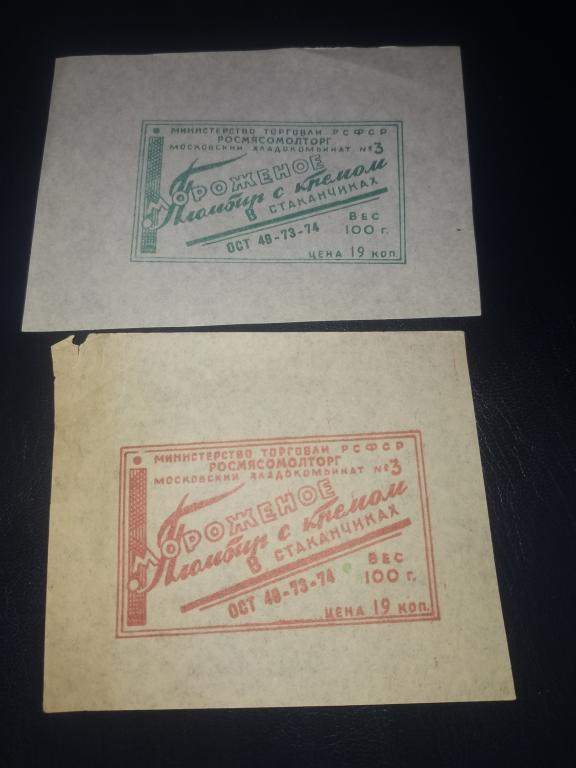 МИНИСТЕРСТВО ТОРГОВЛИ РСФСР
РОСМЯСОМОЛТОРГ
МОСКОВСКИЙ ХЛАДОКОМБИНАТ №3
МОРОЖЕНОЕ
Пломбир с кремом
В СТАКАНЧИКАХ
ОСТ 49-73-74
ВЕС
100 г.
ЦЕНА 19 КОП.
МИНИСТЕРСТВО ТОРГОВЛИ РСФСР
РОСМЯСОМОЛТОРГ
МОСКОВСКИЙ ХЛАДОКОМБИНАТ №3
МОРОЖЕНОЕ
Пломбир с кремом
В СТАКАНЧИКАХ
ОСТ 49-73-74
ВЕС
100 г.
ЦЕНА 19 КОП.